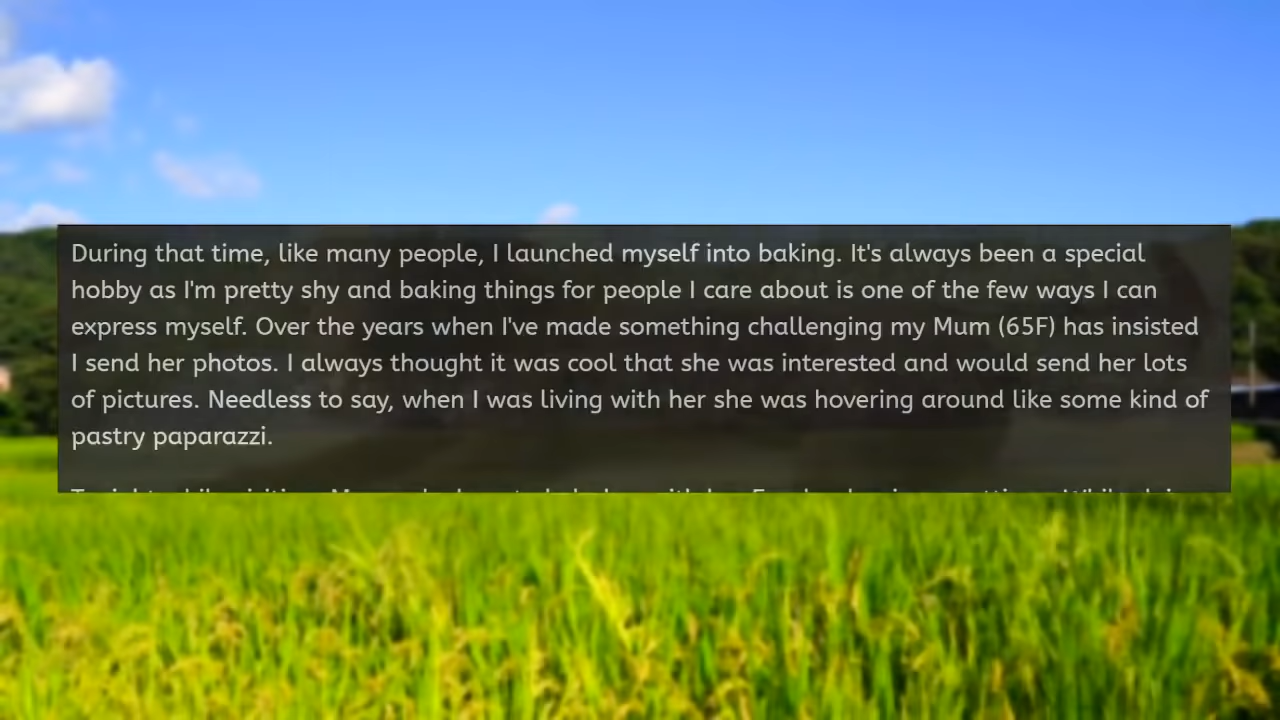 During that time, like many people, I launched myself into baking. It's always been a special
hobby as I'm pretty shy and baking things for people I care about is one of the few ways I can
express myself. Over the years when I've made something challenging my Mum (65F) has insisted
I send her photos. I always thought it was cool that she was interested and would send her lots
of pictures. Needless to say, when I was living with her she was hovering around like some kind of
pastry paparazzi.